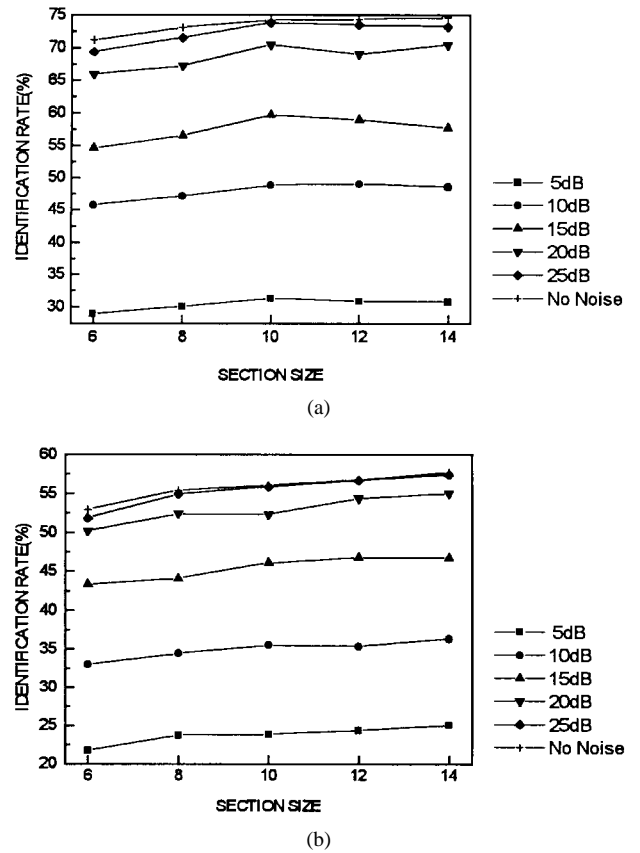 75
70
65
60
55
50
45
40
35
30
IDENTIFICATION RATE(%)
6 8 10 12 14
SECTION SIZE
5dB
10dB
15dB
20dB
25dB
No Noise
(a)
60
55
50
45
40
35
30
25
20
IDENTIFICATION RATE(%)
6 8 10 12 14
SECTION SIZE
5dB
10dB
15dB
20dB
25dB
No Noise
(b)